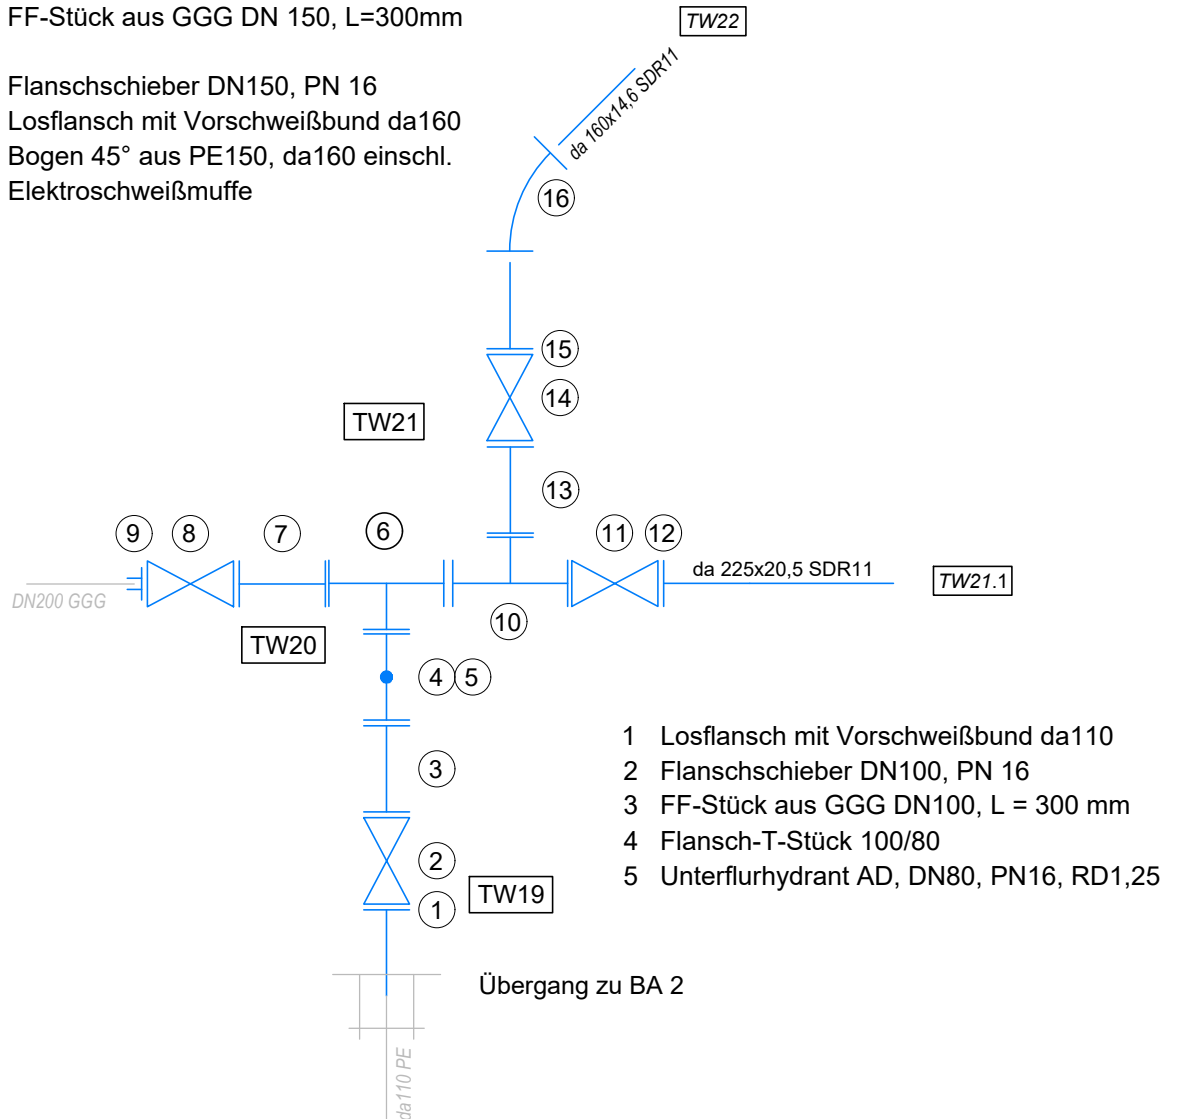 FF-Stück aus GGG DN 150, L=300mm
TW22
Flanschschieber DN150, PN 16
Losflansch mit Vorschweißbund da160
Bogen 45° aus PE150, da160 einschl.
Elektroschweißmuffe
da 160x14,6 SDR11
16
15
14
TW21
13
9
8
7
6
11
12
da 225x20,5 SDR11
TW21.1
DN200 GGG
10
TW20
4
5
3
1 Losflansch mit Vorschweißbund da110
2 Flanschschieber DN100, PN 16
3 FF-Stück aus GGG DN100, L = 300 mm
4 Flansch-T-Stück 100/80
5 Unterflurhydrant AD, DN80, PN16, RD1,25
2
TW19
1
Übergang zu BA 2
da110 PE